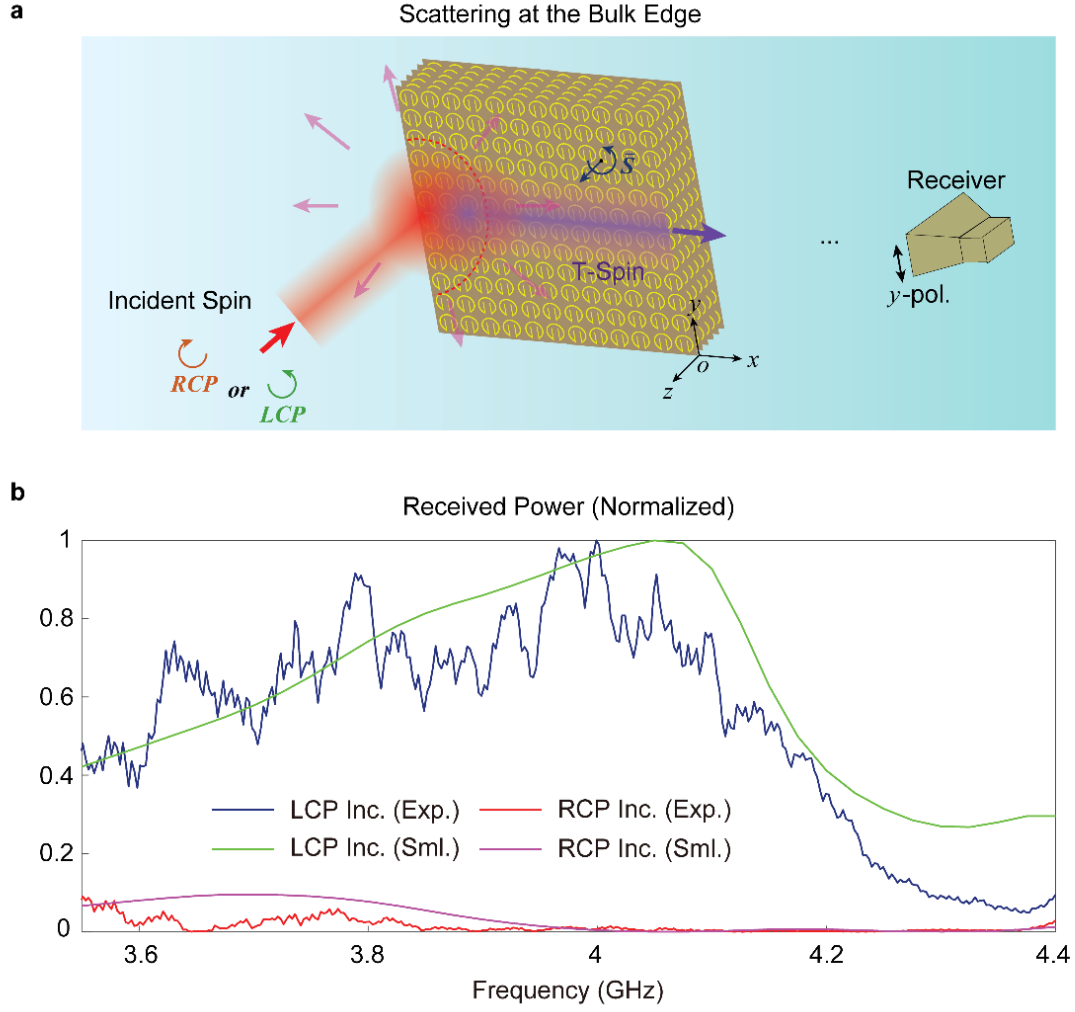 a
Scattering at the Bulk Edge
S̄
Receiver
...
T-Spin
y-pol.
Incident Spin
y
RCP or LCP
o
x
z
b
Received Power (Normalized)
1
0.8
0.6
0.4
0.2
0
LCP Inc. (Exp.)
RCP Inc. (Exp.)
LCP Inc. (Sml.)
RCP Inc. (Sml.)
3.6
3.8
4
4.2
4.4
Frequency (GHz)